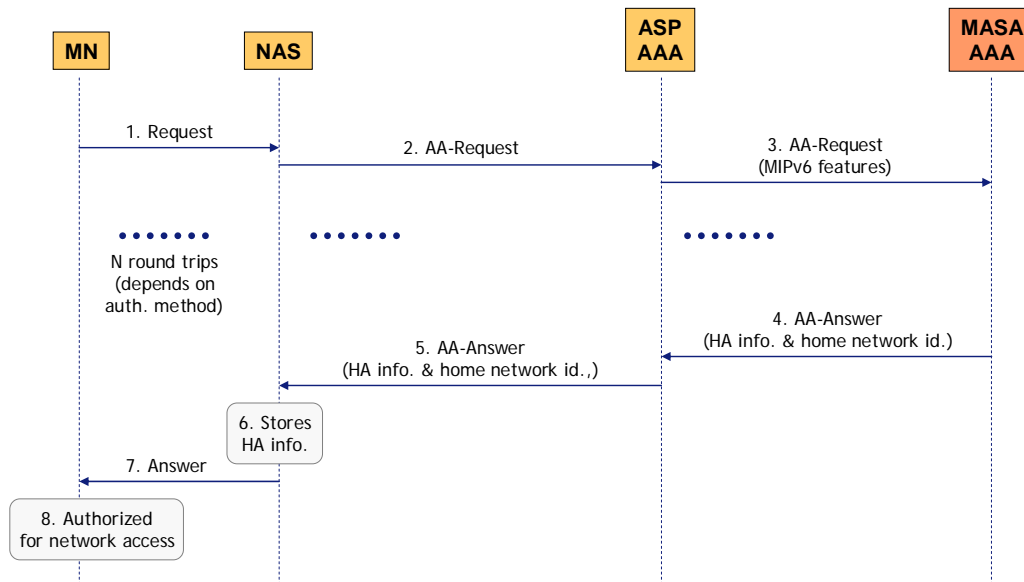 MN
NAS
ASP
AAA
MASA
AAA
1. Request
2. AA-Request
3. AA-Request
(MIPv6 features)
N round trips
(depends on
auth. method)
4. AA-Answer
(HA info. & home network id.)
5. AA-Answer
(HA info. & home network id.,)
6. Stores
HA info.
7. Answer
8. Authorized
for network access